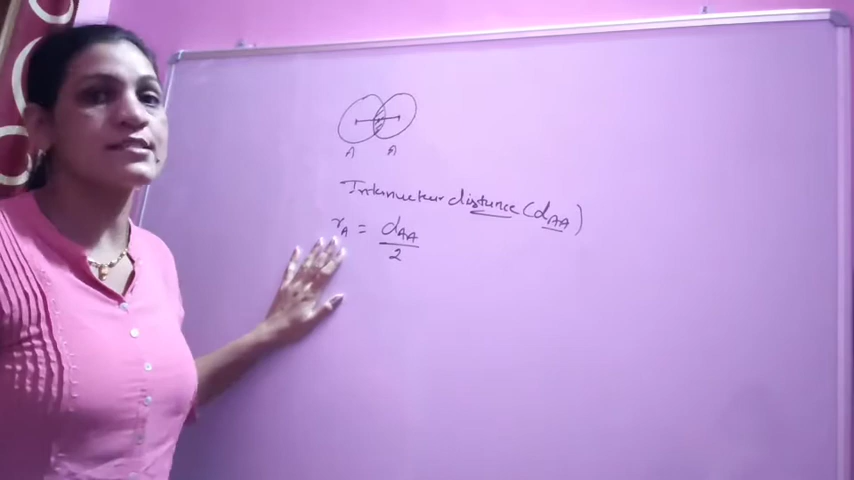 A A
Internuclear distance (dAA)
rA = dAA
2